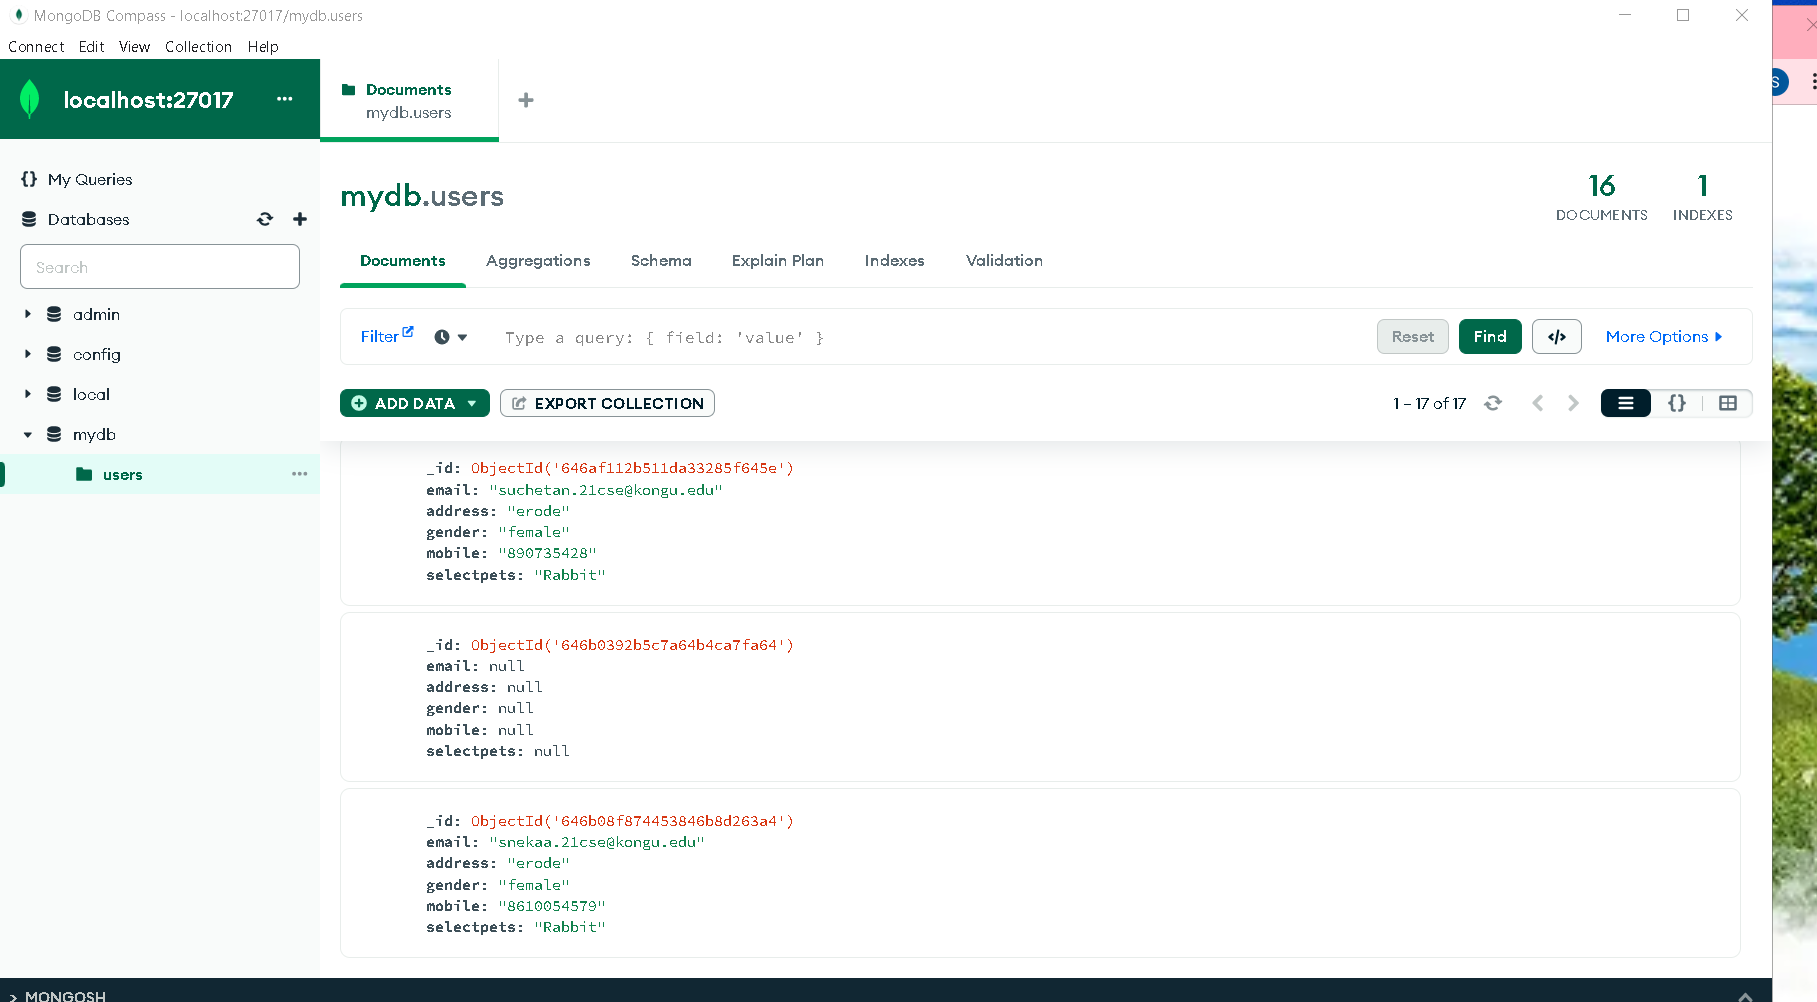 MongoDB Compass - localhost:27017/mydb.users
Connect Edit View Collection Help
localhost:27017 ...
Documents
mydb.users
My Queries
Databases
Search
admin
config
local
mydb
users ...
mydb.users
16 DOCUMENTS
1 INDEXES
Documents Aggregations Schema Explain Plan Indexes Validation
Filter Type a query: { field: 'value' } Reset Find </> More Options
ADD DATA EXPORT COLLECTION 1 – 17 of 17 {}
_id: ObjectId('646af112b511da33285f645e')
email: "suchetan.21cse@kongu.edu"
address: "erode"
gender: "female"
mobile: "890735428"
selectpets: "Rabbit"
_id: ObjectId('646b0392b5c7a64b4ca7fa64')
email: null
address: null
gender: null
mobile: null
selectpets: null
_id: ObjectId('646b08f874453846b8d263a4')
email: "snekaa.21cse@kongu.edu"
address: "erode"
gender: "female"
mobile: "8610054579"
selectpets: "Rabbit"
>MONGOSH
S